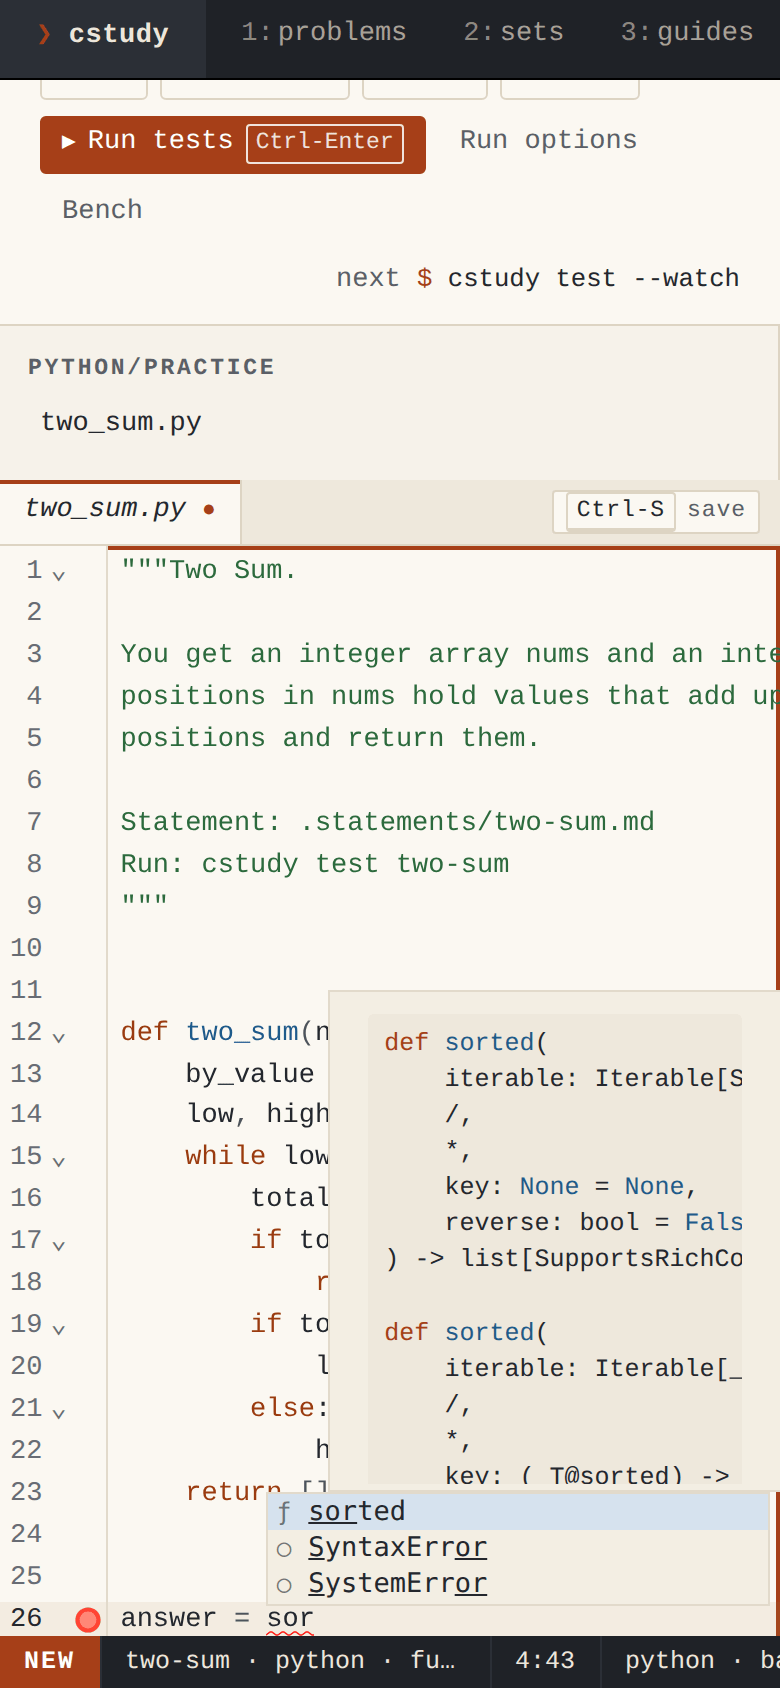 ❯ cstudy 1:problems 2:sets 3:guides
▶ Run tests Ctrl-Enter Run options
Bench
next $ cstudy test --watch
PYTHON/PRACTICE
two_sum.py
two_sum.py ● Ctrl-S save
1 """Two Sum.
2
3 You get an integer array nums and an inte
4 positions in nums hold values that add up
5 positions and return them.
6
7 Statement: .statements/two-sum.md
8 Run: cstudy test two-sum
9 """
10
11
12 def two_sum(n
13 by_value
14 low, high
15 while low
16 total
17 if to
18 r
19 if to
20 l
21 else:
22 h
23 return []
24
25
26 answer = sor
def sorted(
iterable: Iterable[S
/,
*,
key: None = None,
reverse: bool = Fals
) -> list[SupportsRichCo
def sorted(
iterable: Iterable[_
/,
*,
key: (_T@sorted) ->
ƒ sorted
○ SyntaxError
○ SystemError
NEW two-sum · python · fu… 4:43 python · ba